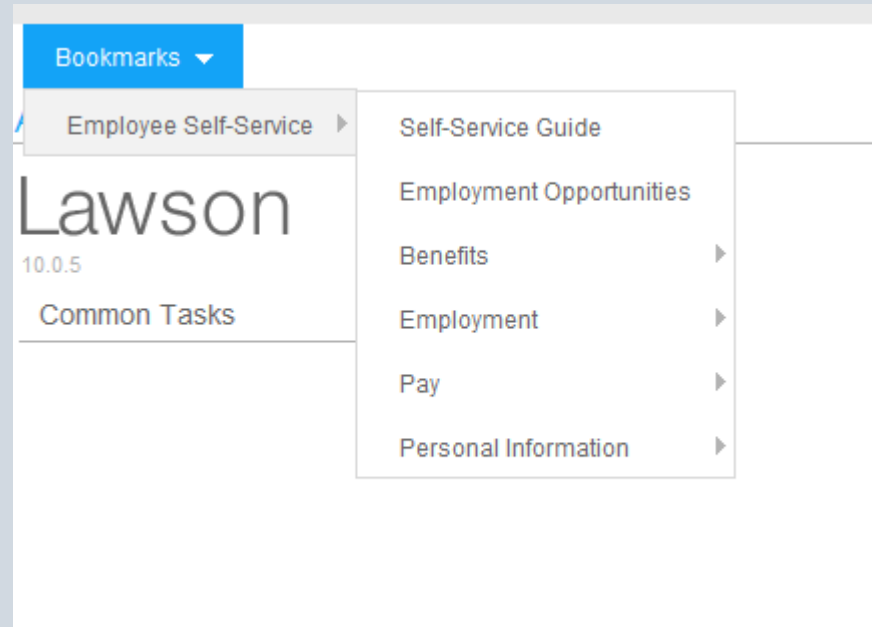 Bookmarks
Employee Self-Service
Self-Service Guide
Employment Opportunities
Benefits
Employment
Pay
Personal Information
Lawson
10.0.5
Common Tasks